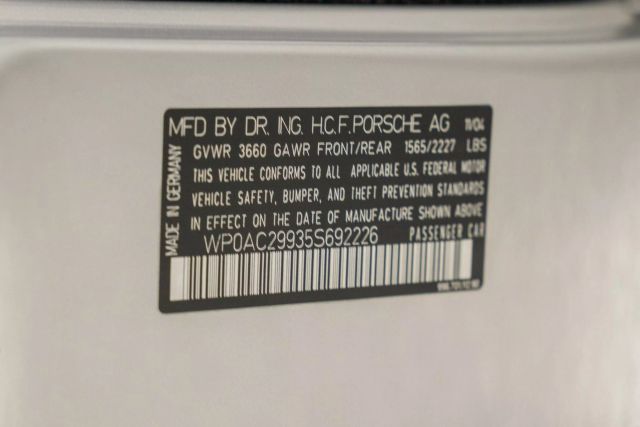 MFD BY DR. ING. H.C.F.PORSCHE AG 11/04
GVWR 3660 GAWR FRONT/REAR 1565/2227 LBS
THIS VEHICLE CONFORMS TO ALL APPLICABLE U.S. FEDERAL MOTOR
VEHICLE SAFETY, BUMPER, AND THEFT PREVENTION STANDARDS
IN EFFECT ON THE DATE OF MANUFACTURE SHOWN ABOVE
WP0AC29935S692226 PASSENGER CAR
MADE IN GERMANY